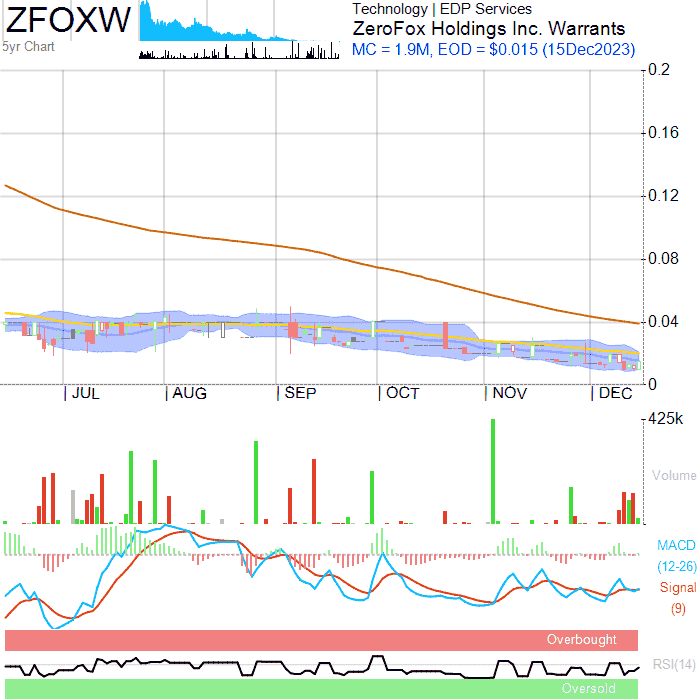 ZFOXW
5yr Chart
Technology | EDP Services
ZeroFox Holdings Inc. Warrants
MC = 1.9M, EOD = $0.015 (15Dec2023)
0.2
0.16
0.12
0.08
0.04
0
JUL AUG SEP OCT NOV DEC
425k
Volume
MACD
(12-26)
Signal
(9)
Overbought
RSI(14)
Oversold